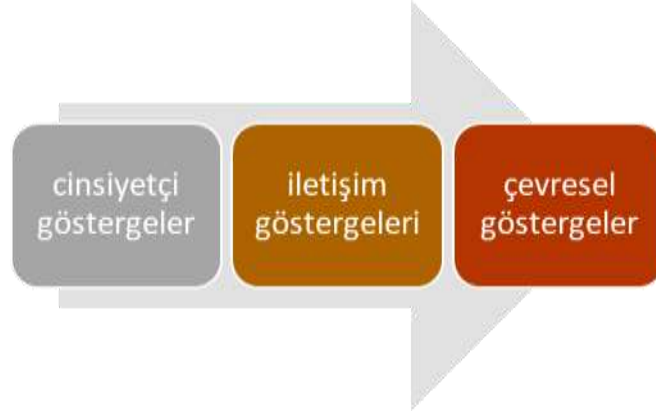 cinsiyetçi
göstergeler
iletişim
göstergeleri
çevresel
göstergeler